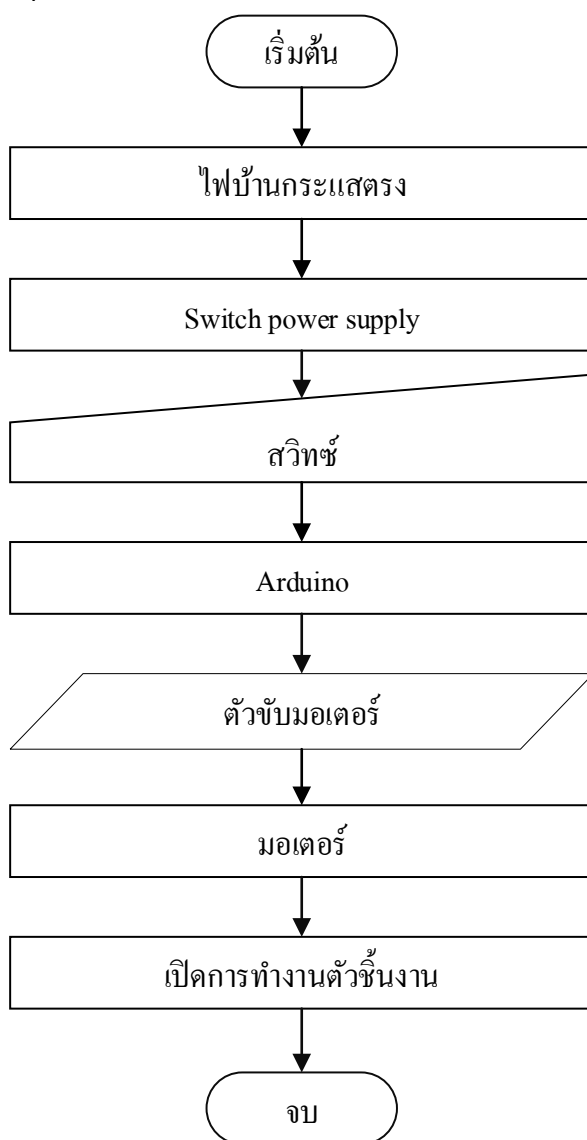 เริ่มต้น
ไฟบ้านกระแสตรง
Switch power supply
สวิทซ์
Arduino
ตัวขับมอเตอร์
มอเตอร์
เปิดการทำงานตัวชิ้นงาน
จบ